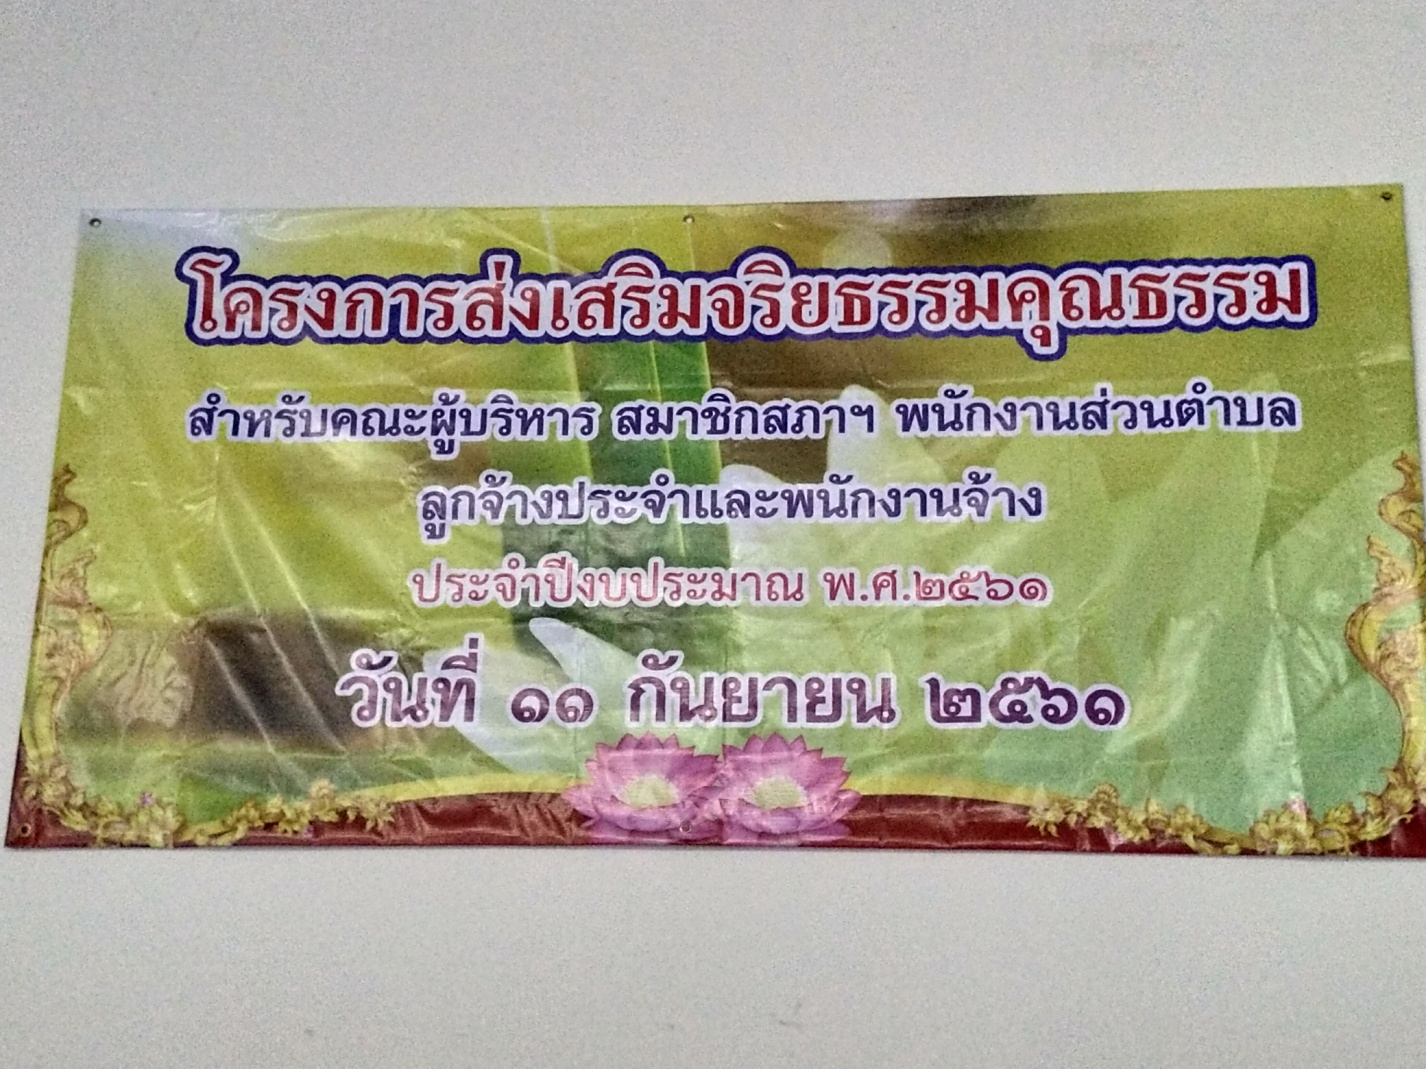 โครงการส่งเสริมจริยธรรมคุณธรรม
สำหรับคณะผู้บริหาร สมาชิกสภาฯ พนักงานส่วนตำบล
ลูกจ้างประจำและพนักงานจ้าง
ประจำปีงบประมาณ พ.ศ.๒๕๖๑
วันที่ ๑๑ กันยายน ๒๕๖๑